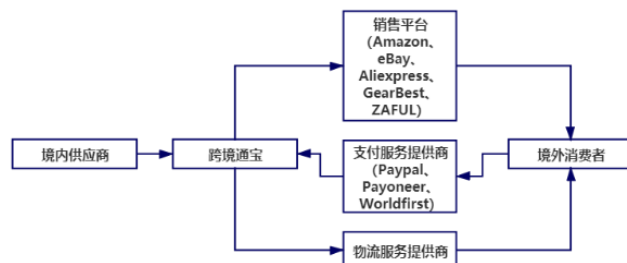 销售平台
(Amazon、
eBay、
Aliexpress、
GearBest、
ZAFUL)
境内供应商
跨境通宝
支付服务提供商
(Paypal、
Payoneer、
Worldfirst)
境外消费者
物流服务提供商